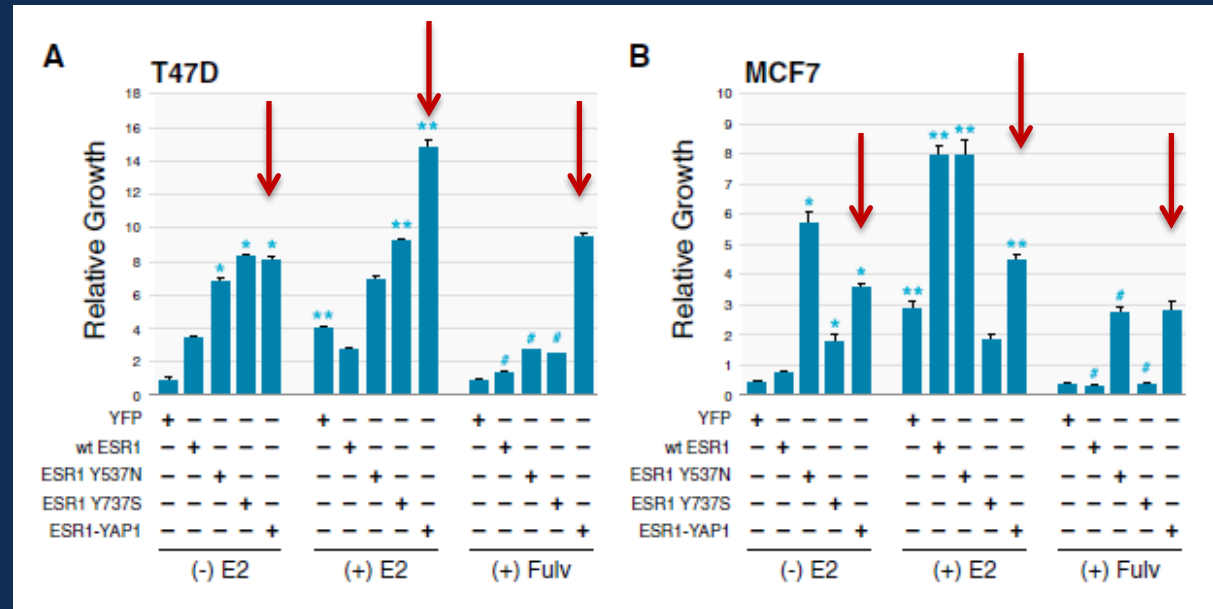 A
T47D
Relative Growth
18
16
14
12
10
8
6
4
2
0
* * * ** ** ** # # #
YFP + – – – – + – – – – + – – – –
wt ESR1 – + – – – – + – – – – + – – –
ESR1 Y537N – – + – – – – + – – – – + – –
ESR1 Y737S – – – + – – – – + – – – – + –
ESR1-YAP1 – – – – + – – – – + – – – – +
(-) E2 (+) E2 (+) Fulv
B
MCF7
Relative Growth
10
9
8
7
6
5
4
3
2
1
0
* * * ** ** ** ** # # #
YFP + – – – – + – – – – + – – – –
wt ESR1 – + – – – – + – – – – + – – –
ESR1 Y537N – – + – – – – + – – – – + – –
ESR1 Y737S – – – + – – – – + – – – – + –
ESR1-YAP1 – – – – + – – – – + – – – – +
(-) E2 (+) E2 (+) Fulv